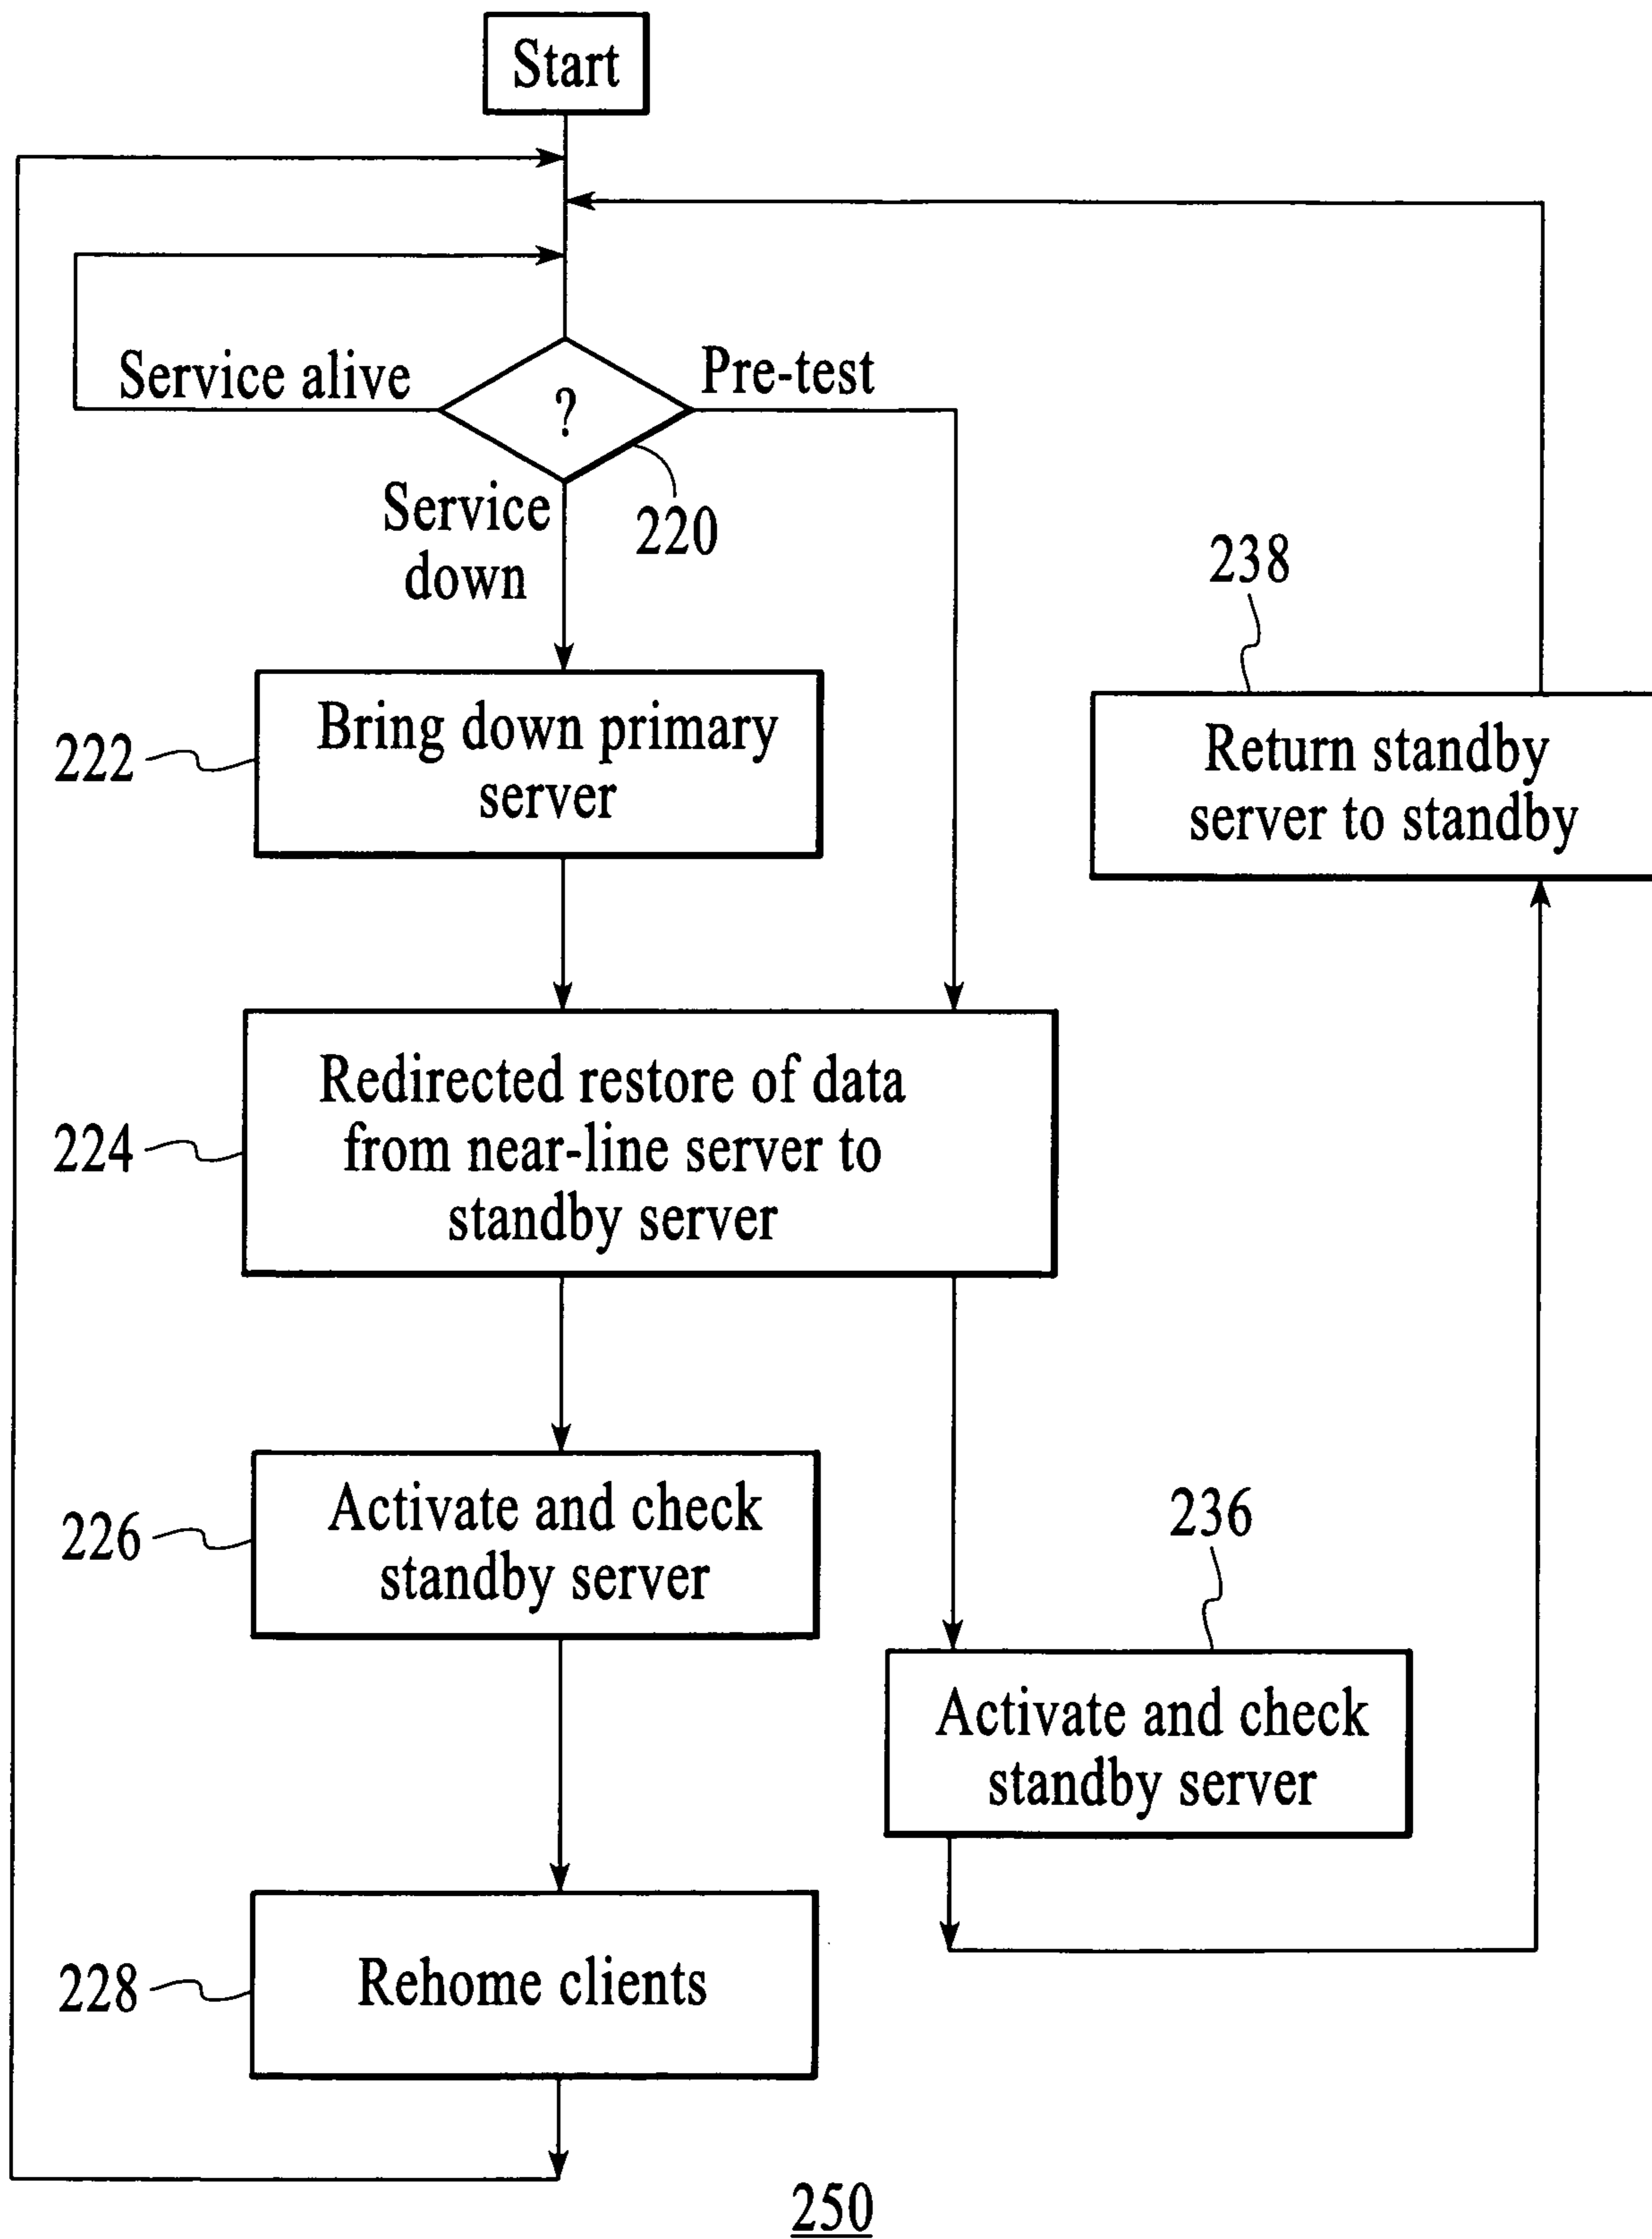 Start
Service alive
?
Pre-test
220
Service
down
238
222
Bring down primary
server
Return standby
server to standby
224
Redirected restore of data
from near-line server to
standby server
226
Activate and check
standby server
236
Activate and check
standby server
228
Rehome clients
250